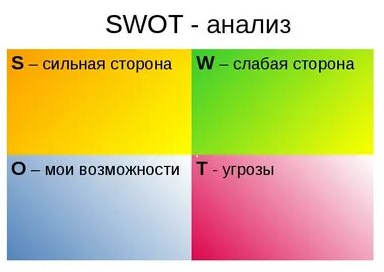 SWOT - анализ
S – сильная сторона
W – слабая сторона
O – мои возможности
T - угрозы